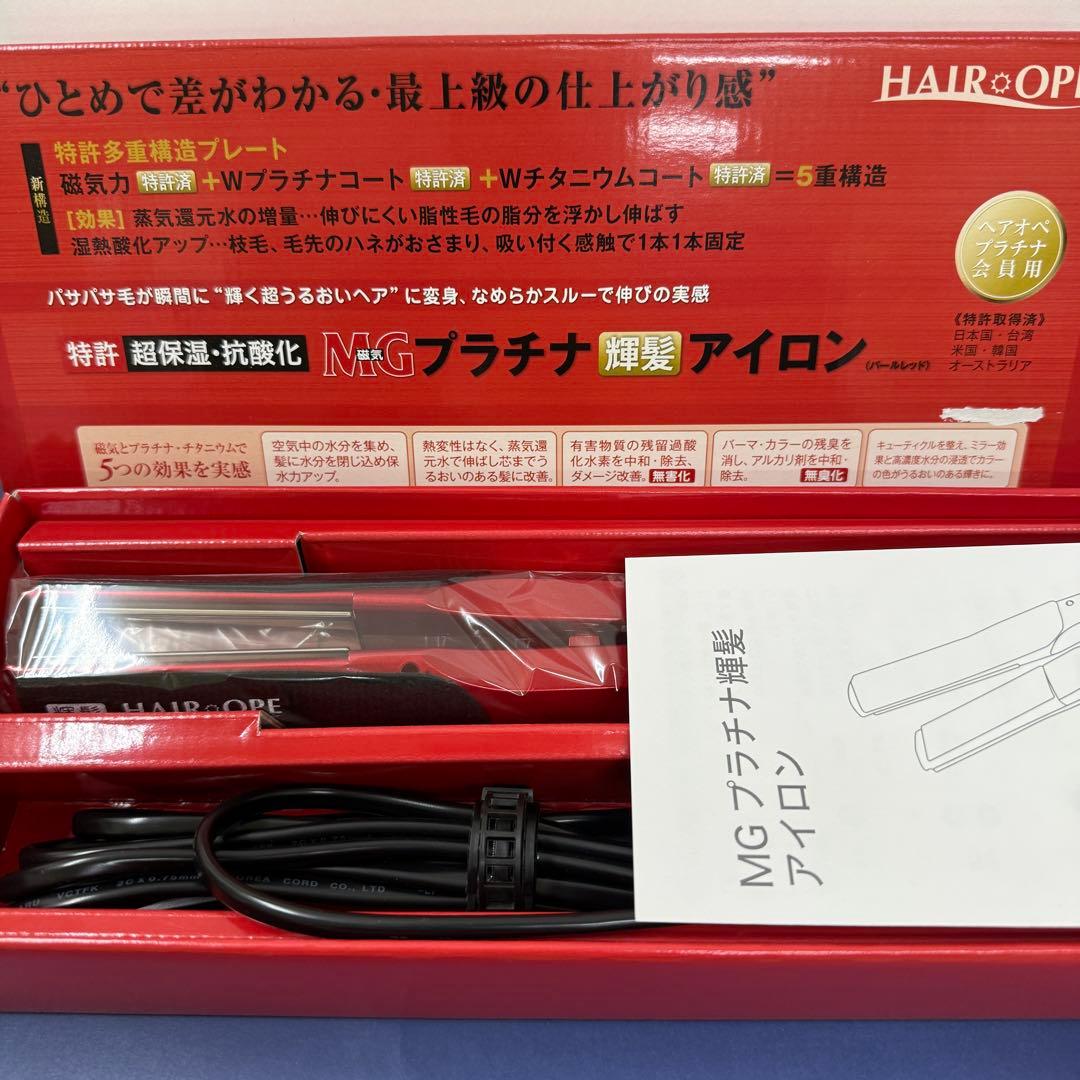 “ひとめで差がわかる・最上級の仕上がり感”
HAIR OPE
新構造
特許多重構造プレート
磁気力 特許済 +Wプラチナコート 特許済 +Wチタニウムコート 特許済 =5重構造
[効果] 蒸気還元水の増量…伸びにくい脂性毛の脂分を浮かし伸ばす
湿熱酸化アップ…枝毛、毛先のハネがおさまり、吸い付く感触で1本1本固定
ヘアオペ
プラチナ
会員用
パサパサ毛が瞬間に“輝く超うるおいヘア”に変身、なめらかスルーで伸びの実感
《特許取得済》
日本国・台湾
米国・韓国
オーストラリア
特許 超保湿・抗酸化 MG 磁気 プラチナ 輝髪 アイロン (パールレッド)
磁気とプラチナ・チタニウムで
5つの効果を実感
空気中の水分を集め、
髪に水分を閉じ込め保
水力アップ。
熱変性はなく、蒸気還
元水で伸ばし芯までう
るおいのある髪に改善。
有害物質の残留過酸
化水素を中和・除去、
ダメージ改善。 無害化
パーマ・カラーの残臭を
消し、アルカリ剤を中和・
除去。 無臭化
キューティクルを整え、ミラー効
果と高濃度水分の浸透でカラー
の色がうるおいのある輝きに。
輝髪 HAIR OPE
MG プラチナ輝髪
アイロン
VCTFK 2C X 0.75mm² KOREA CORD CO., LTD